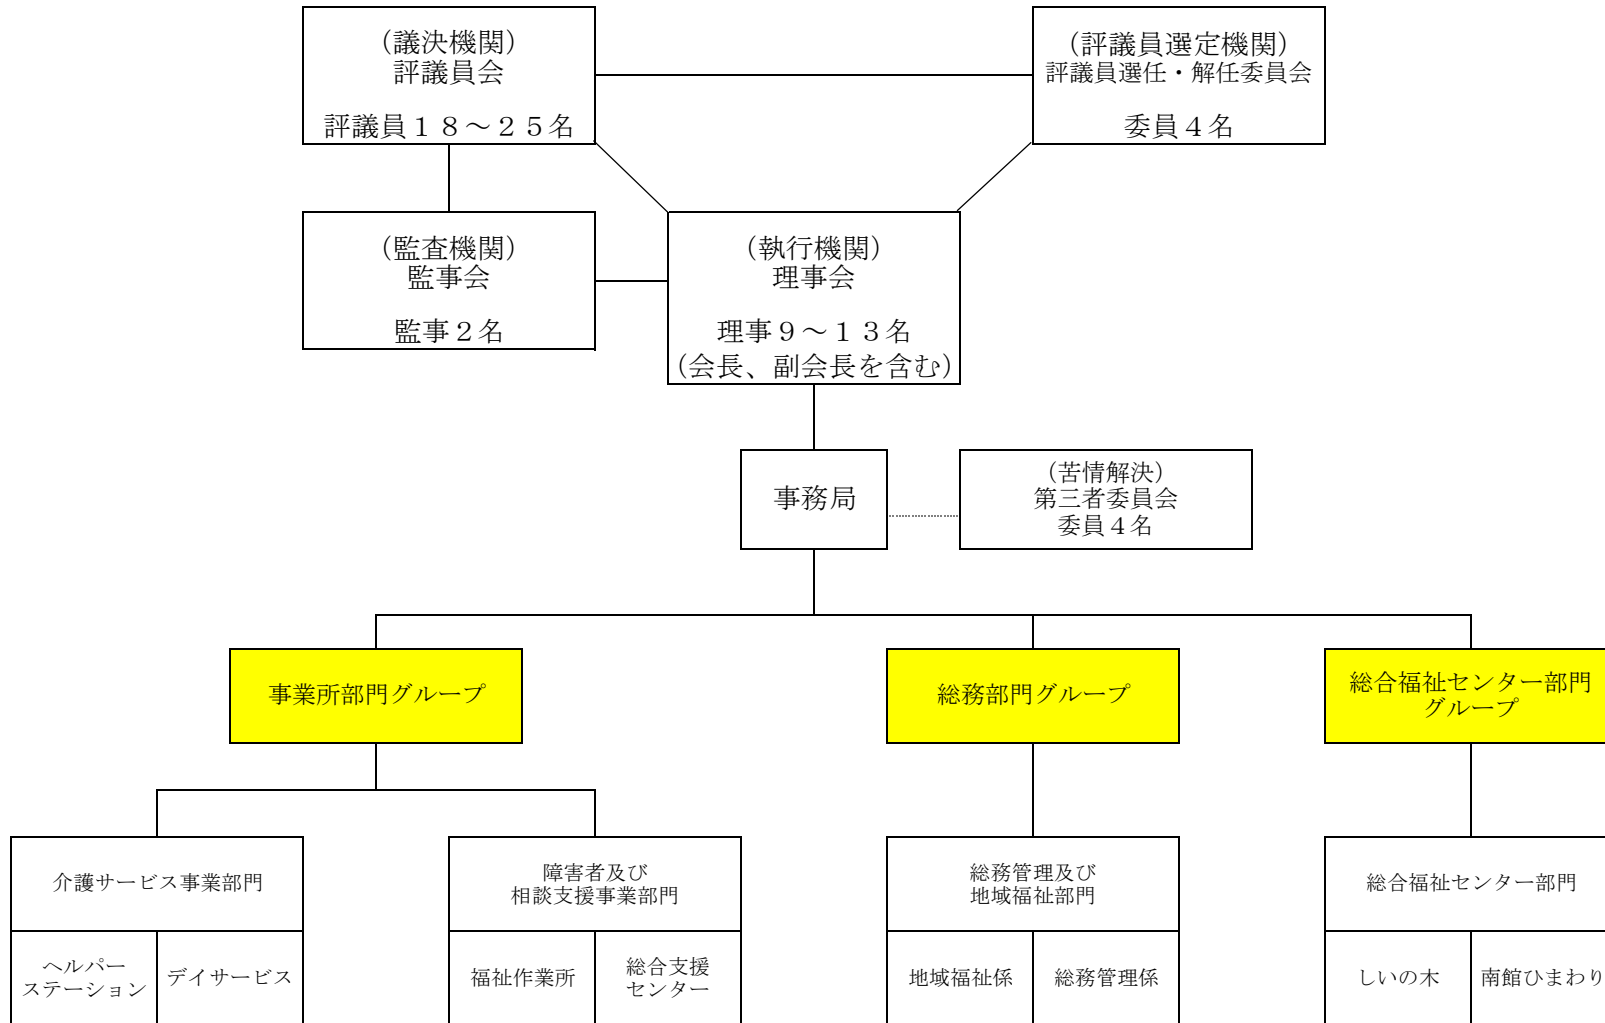 （議決機関）
評議員会
評議員１８～２５名
（評議員選定機関）
評議員選任・解任委員会
委員４名
（監査機関）
監事会
監事２名
（執行機関）
理事会
理事９～１３名
（会長、副会長を含む）
事務局
（苦情解決）
第三者委員会
委員４名
事業所部門グループ
総務部門グループ
総合福祉センター部門
グループ
介護サービス事業部門
障害者及び
相談支援事業部門
総務管理及び
地域福祉部門
総合福祉センター部門
ヘルパー
ステーション
デイサービス
福祉作業所
総合支援
センター
地域福祉係
総務管理係
しいの木
南館ひまわり